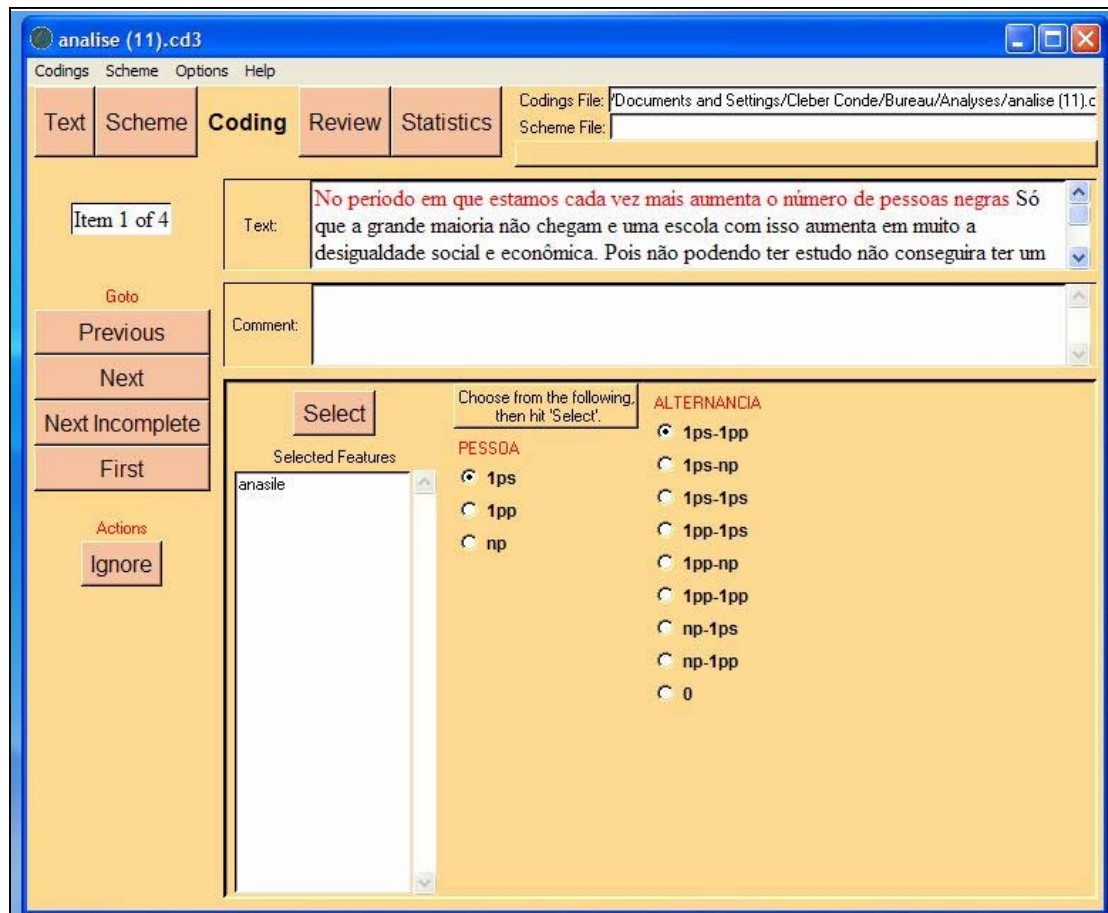 analise (11).cd3
Codings Scheme Options Help
Text Scheme Coding Review Statistics
Codings File: /Documents and Settings/Cleber Conde/Bureau/Analyses/analise (11).c
Scheme File:
Item 1 of 4
Text:
No período em que estamos cada vez mais aumenta o número de pessoas negras Só
que a grande maioria não chegam e uma escola com isso aumenta em muito a
desigualdade social e econômica. Pois não podendo ter estudo não conseguira ter um
Goto
Previous
Next
Next Incomplete
First
Actions
Ignore
Comment:
Select
Selected Features
anasile
Choose from the following,
then hit 'Select'.
PESSOA
1ps
1pp
np
ALTERNANCIA
1ps-1pp
1ps-np
1ps-1ps
1pp-1ps
1pp-np
1pp-1pp
np-1ps
np-1pp
0